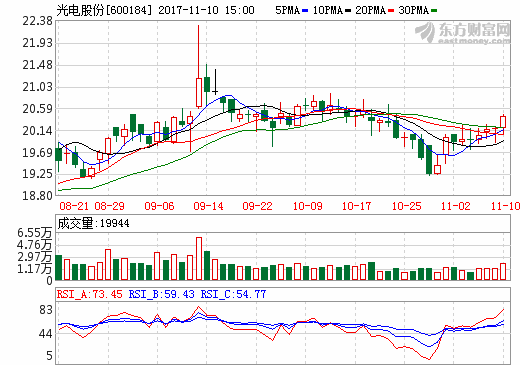 光电股份[600184] 2017-11-10 15:00 5PMA 10PMA 20PMA 30PMA
东方财富网
eastmoney.com
22.38
21.93
21.48
21.03
20.59
20.14
19.69
19.25
18.80
08-21 08-29 09-06 09-14 09-22 10-09 10-17 10-25 11-02 11-10
成交量:19944
6.55万
4.76万
2.97万
1.17万
0
RSI_A:73.45 RSI_B:59.43 RSI_C:54.77
83
44
5